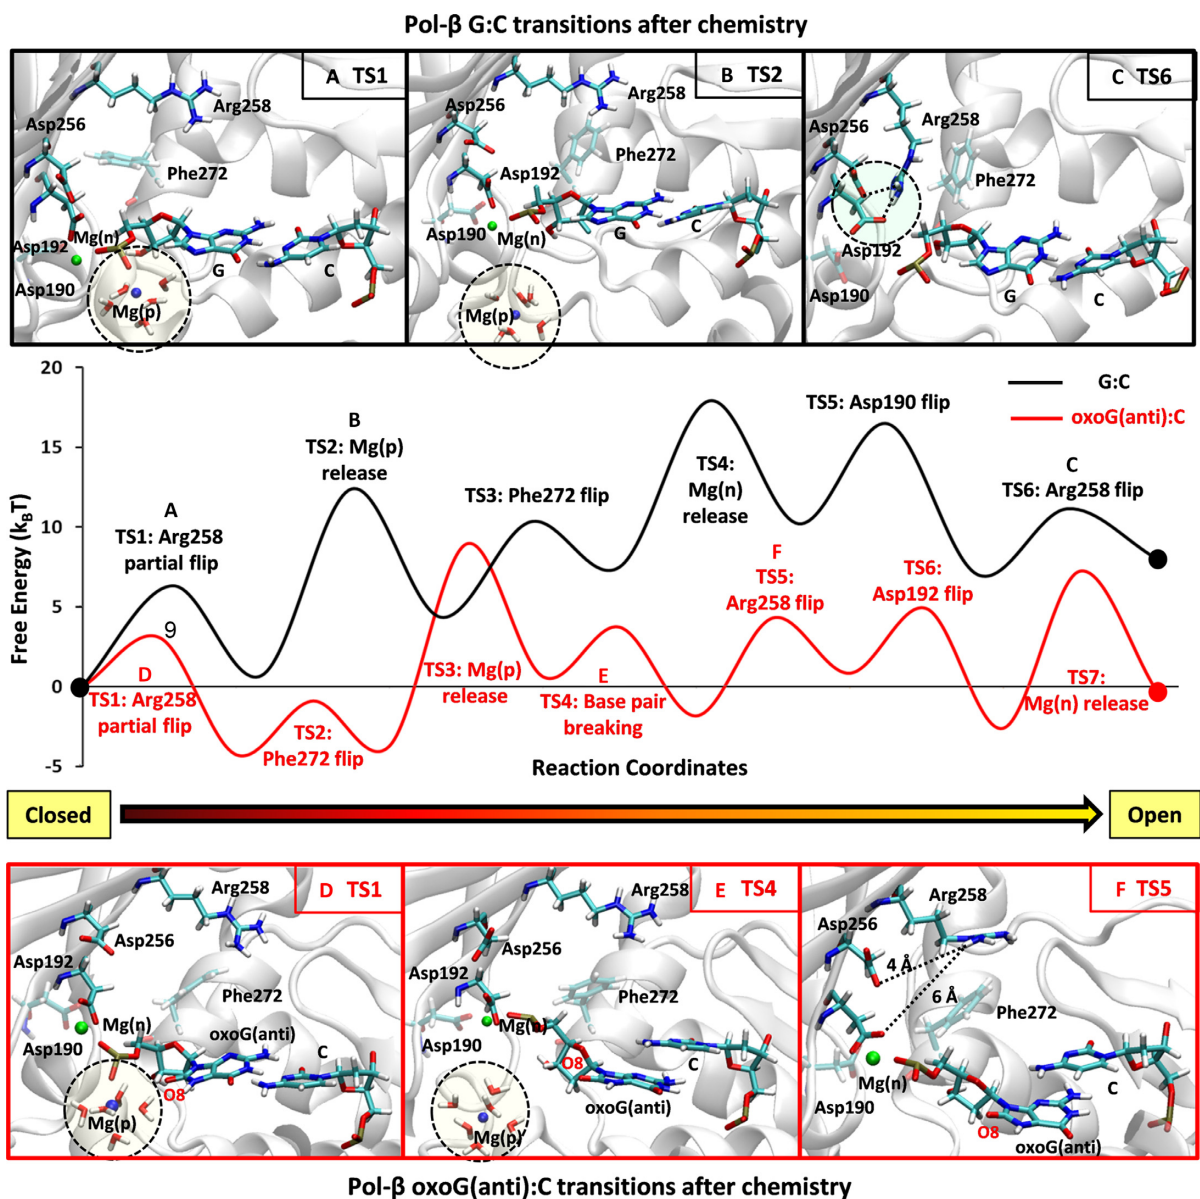 Pol-β G:C transitions after chemistry
A TS1
Arg258
Asp256
Phe272
Asp192
Mg(n)
Asp190
G
C
Mg(p)
B TS2
Arg258
Asp256
Phe272
Asp192
Asp190
Mg(n)
G
C
Mg(p)
C TS6
Arg258
Asp256
Phe272
Asp192
Asp190
G
C
Free Energy (kBT)
20
15
10
5
0
-5
G:C
oxoG(anti):C
A
TS1: Arg258
partial flip
B
TS2: Mg(p)
release
TS3: Phe272 flip
TS4:
Mg(n)
release
TS5: Asp190 flip
C
TS6: Arg258 flip
9
D
TS1: Arg258
partial flip
TS2:
Phe272 flip
TS3: Mg(p)
release
E
TS4: Base pair
breaking
F
TS5:
Arg258 flip
TS6:
Asp192 flip
TS7:
Mg(n) release
Reaction Coordinates
Closed
Open
D TS1
Arg258
Asp256
Asp192
Phe272
Mg(n)
oxoG(anti)
Asp190
C
O8
Mg(p)
E TS4
Arg258
Asp256
Asp192
Phe272
Mg(n)
Asp190
O8
C
oxoG(anti)
Mg(p)
F TS5
Arg258
Asp256
4 Å
6 Å
Phe272
Mg(n)
Asp190
C
O8
oxoG(anti)
Pol-β oxoG(anti):C transitions after chemistry